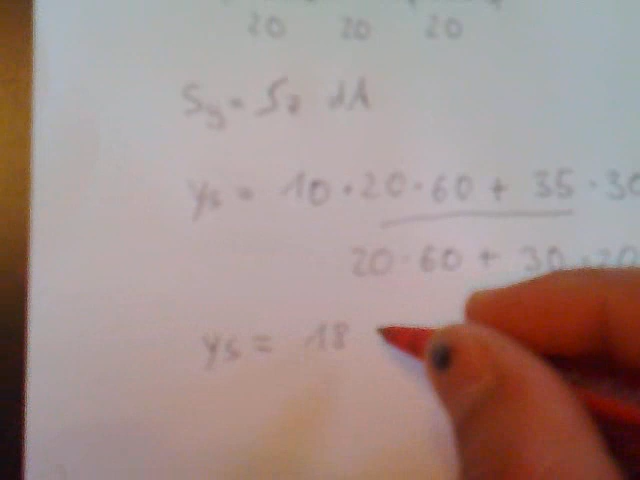 20 20 20
Sy = ∫z dA
ys = 10·20·60 + 35·30
20·60 + 30·20
ys = 18